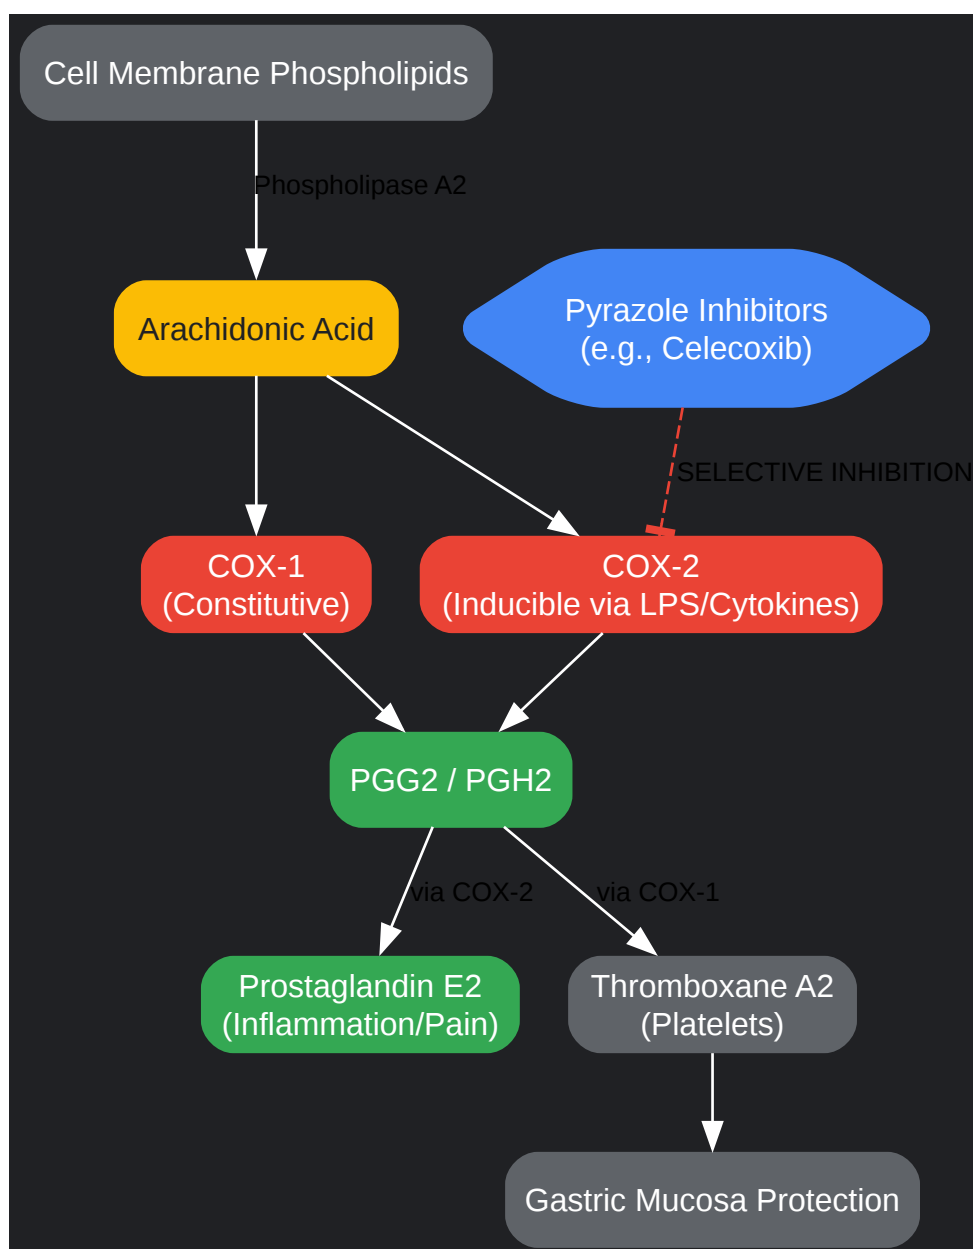 Cell Membrane Phospholipids
Phospholipase A2
Arachidonic Acid
Pyrazole Inhibitors
(e.g., Celecoxib)
SELECTIVE INHIBITION
COX-1
(Constitutive)
COX-2
(Inducible via LPS/Cytokines)
PGG2 / PGH2
via COX-2
via COX-1
Prostaglandin E2
(Inflammation/Pain)
Thromboxane A2
(Platelets)
Gastric Mucosa Protection